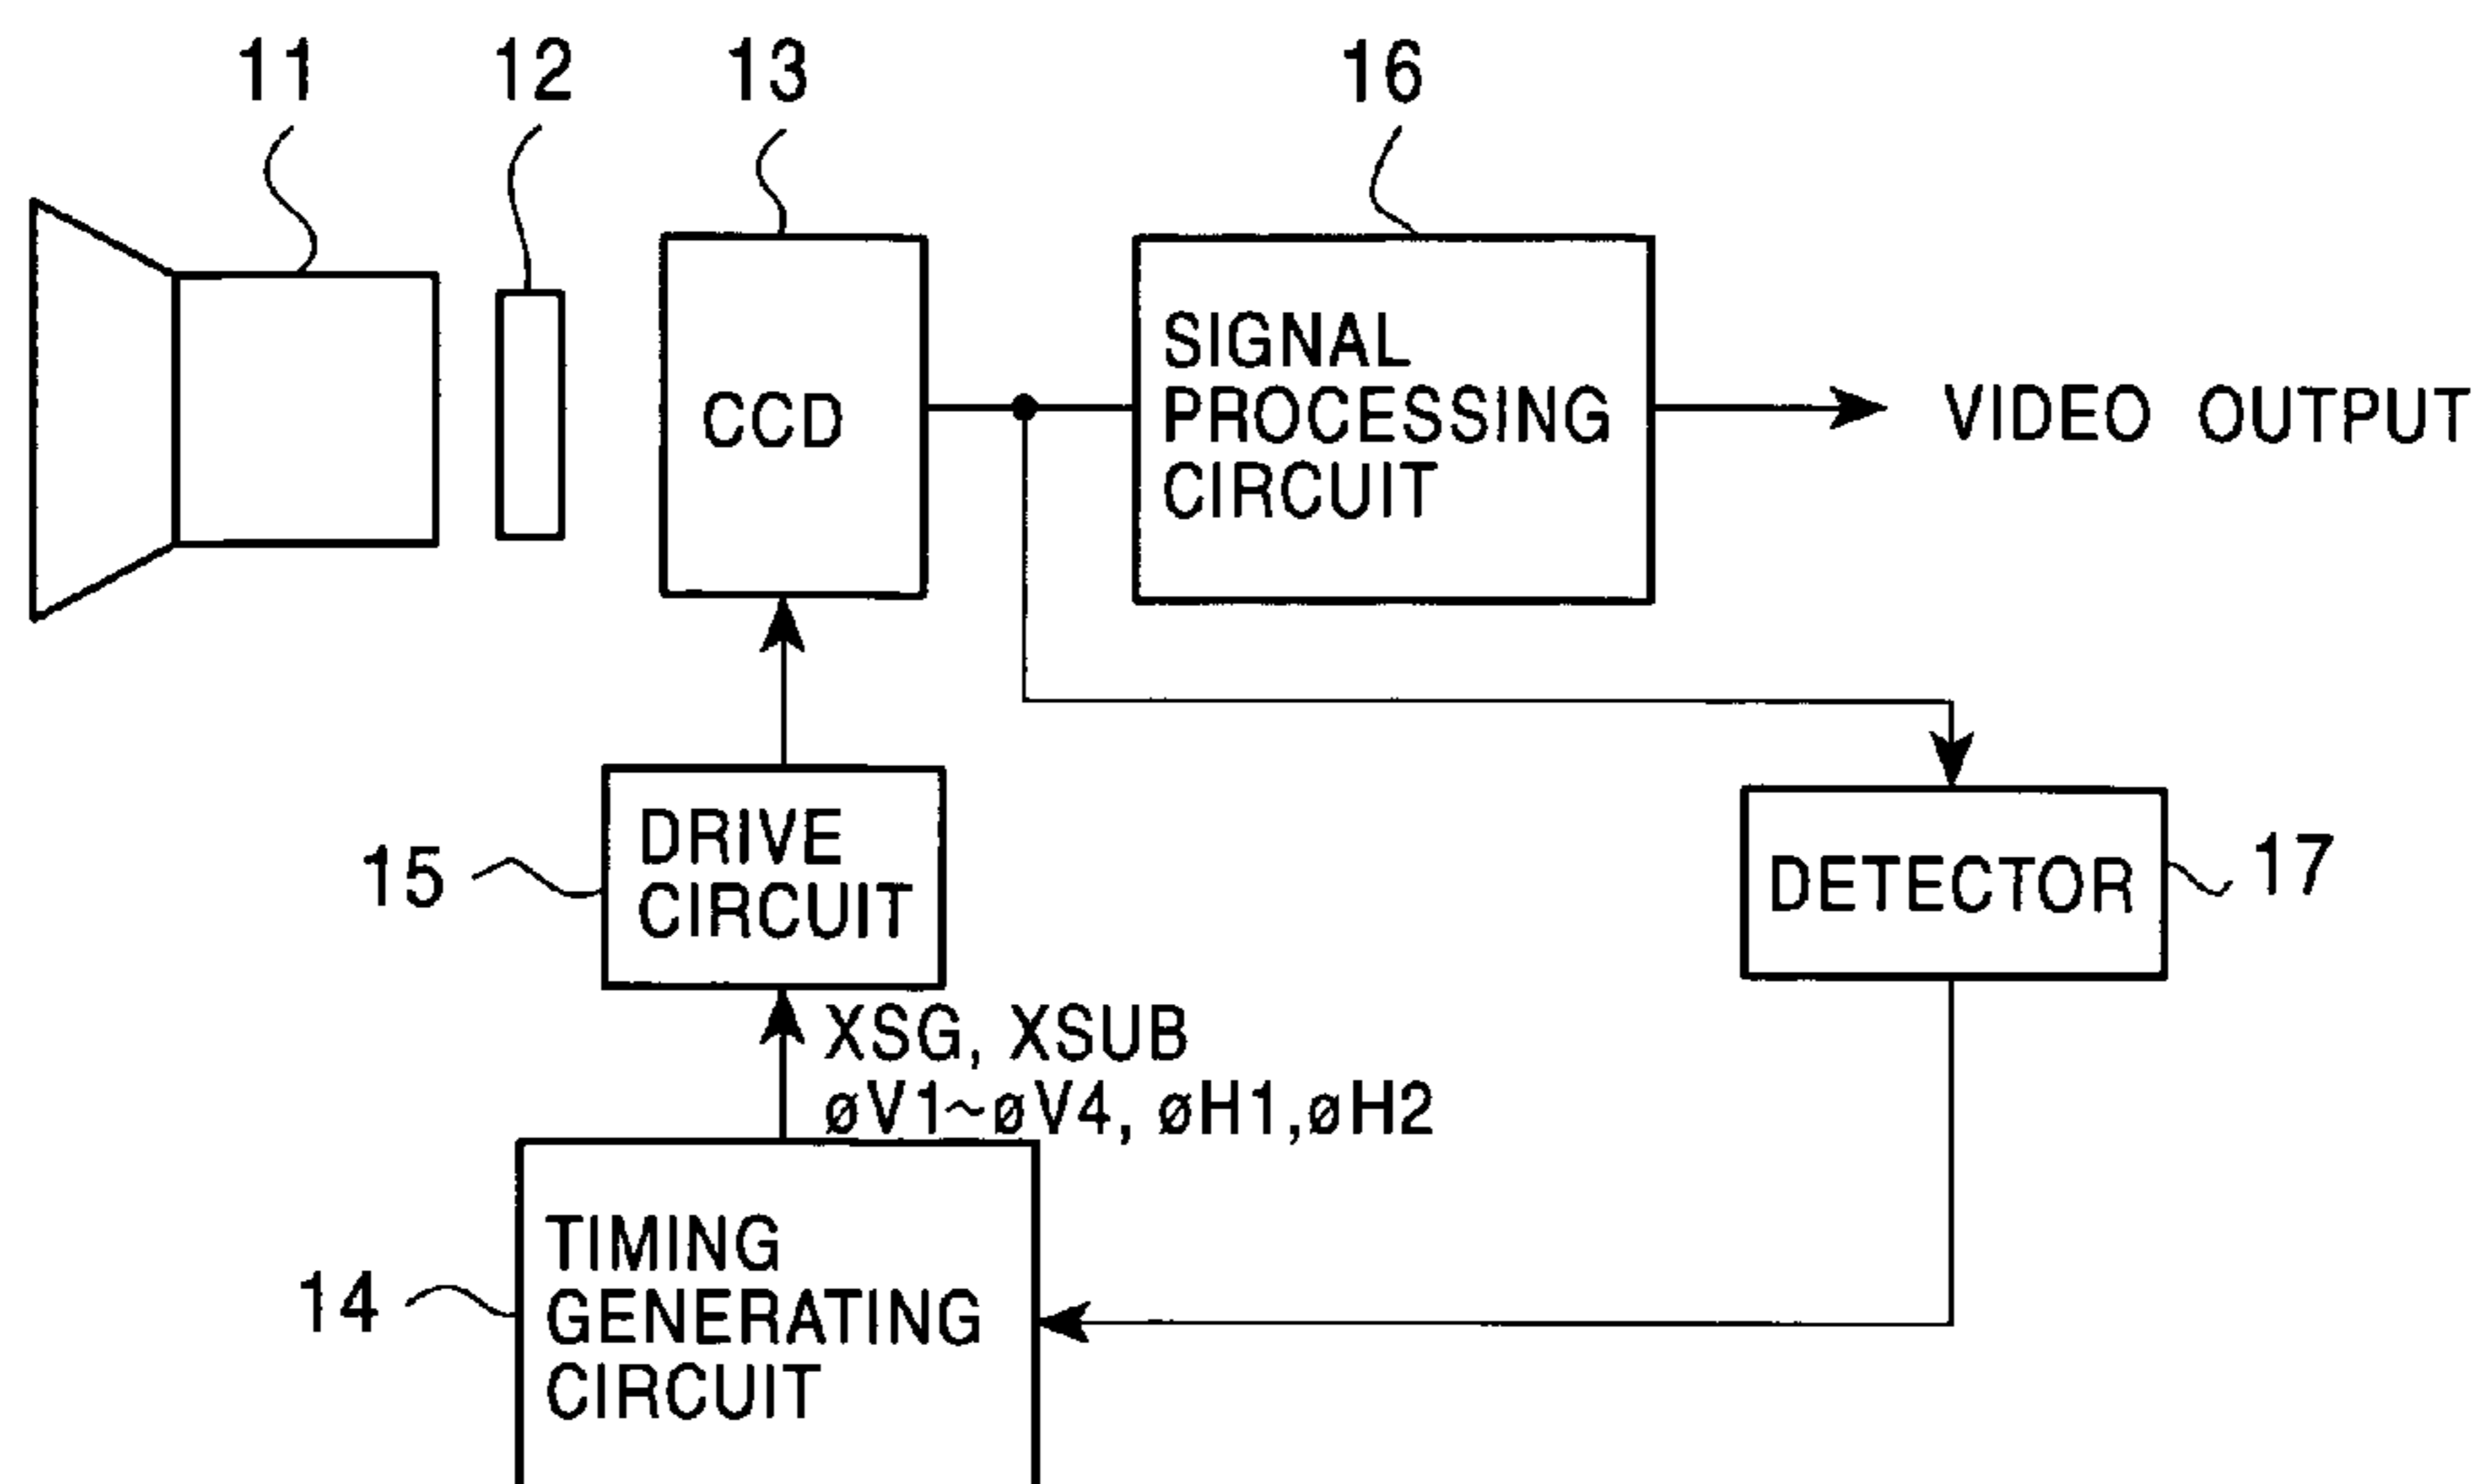 11
12
13
16
CCD
SIGNAL
PROCESSING
CIRCUIT
VIDEO OUTPUT
15
DRIVE
CIRCUIT
DETECTOR
17
XSG, XSUB
øV1~øV4, øH1,øH2
14
TIMING
GENERATING
CIRCUIT